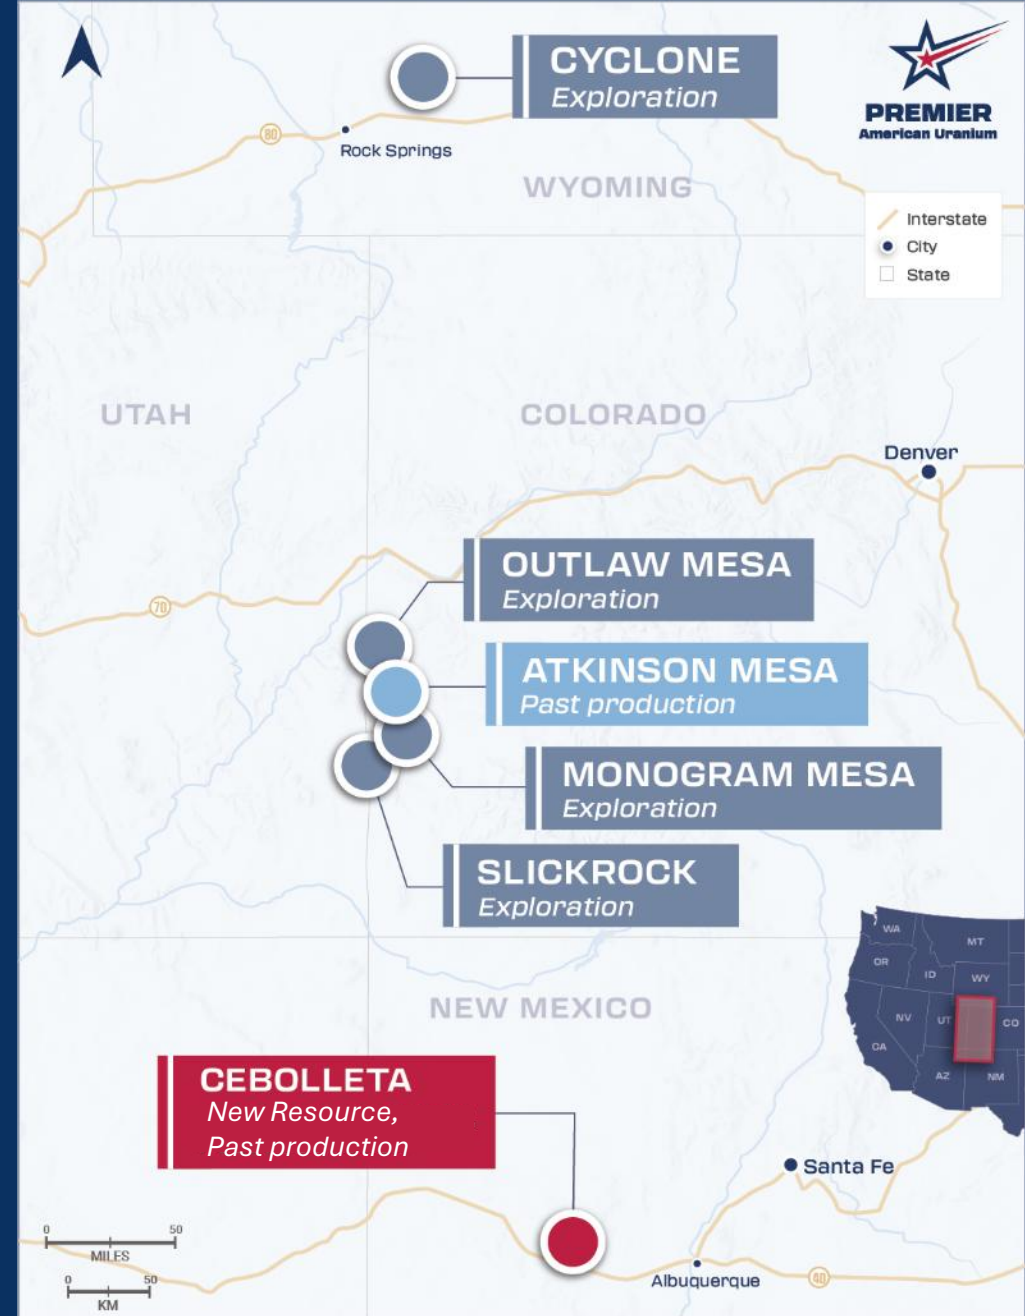 CYCLONE
Exploration
PREMIER
American Uranium
80
Rock Springs
WYOMING
Interstate
City
State
UTAH
COLORADO
Denver
OUTLAW MESA
Exploration
70
ATKINSON MESA
Past production
MONOGRAM MESA
Exploration
SLICKROCK
Exploration
WA
MT
OR
ID
WY
NV
UT
CO
CA
AZ
NM
NEW MEXICO
CEBOLLETA
New Resource,
Past production
Santa Fe
0 50
MILES
0 50
KM
Albuquerque
40